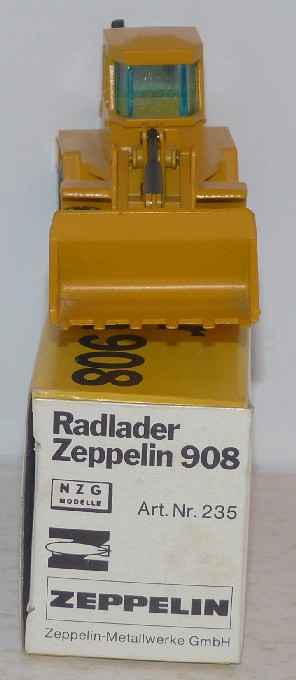 908
Radlader
Zeppelin 908
NZG
MODELLE
Art. Nr. 235
ZEPPELIN
Zeppelin-Metallwerke GmbH